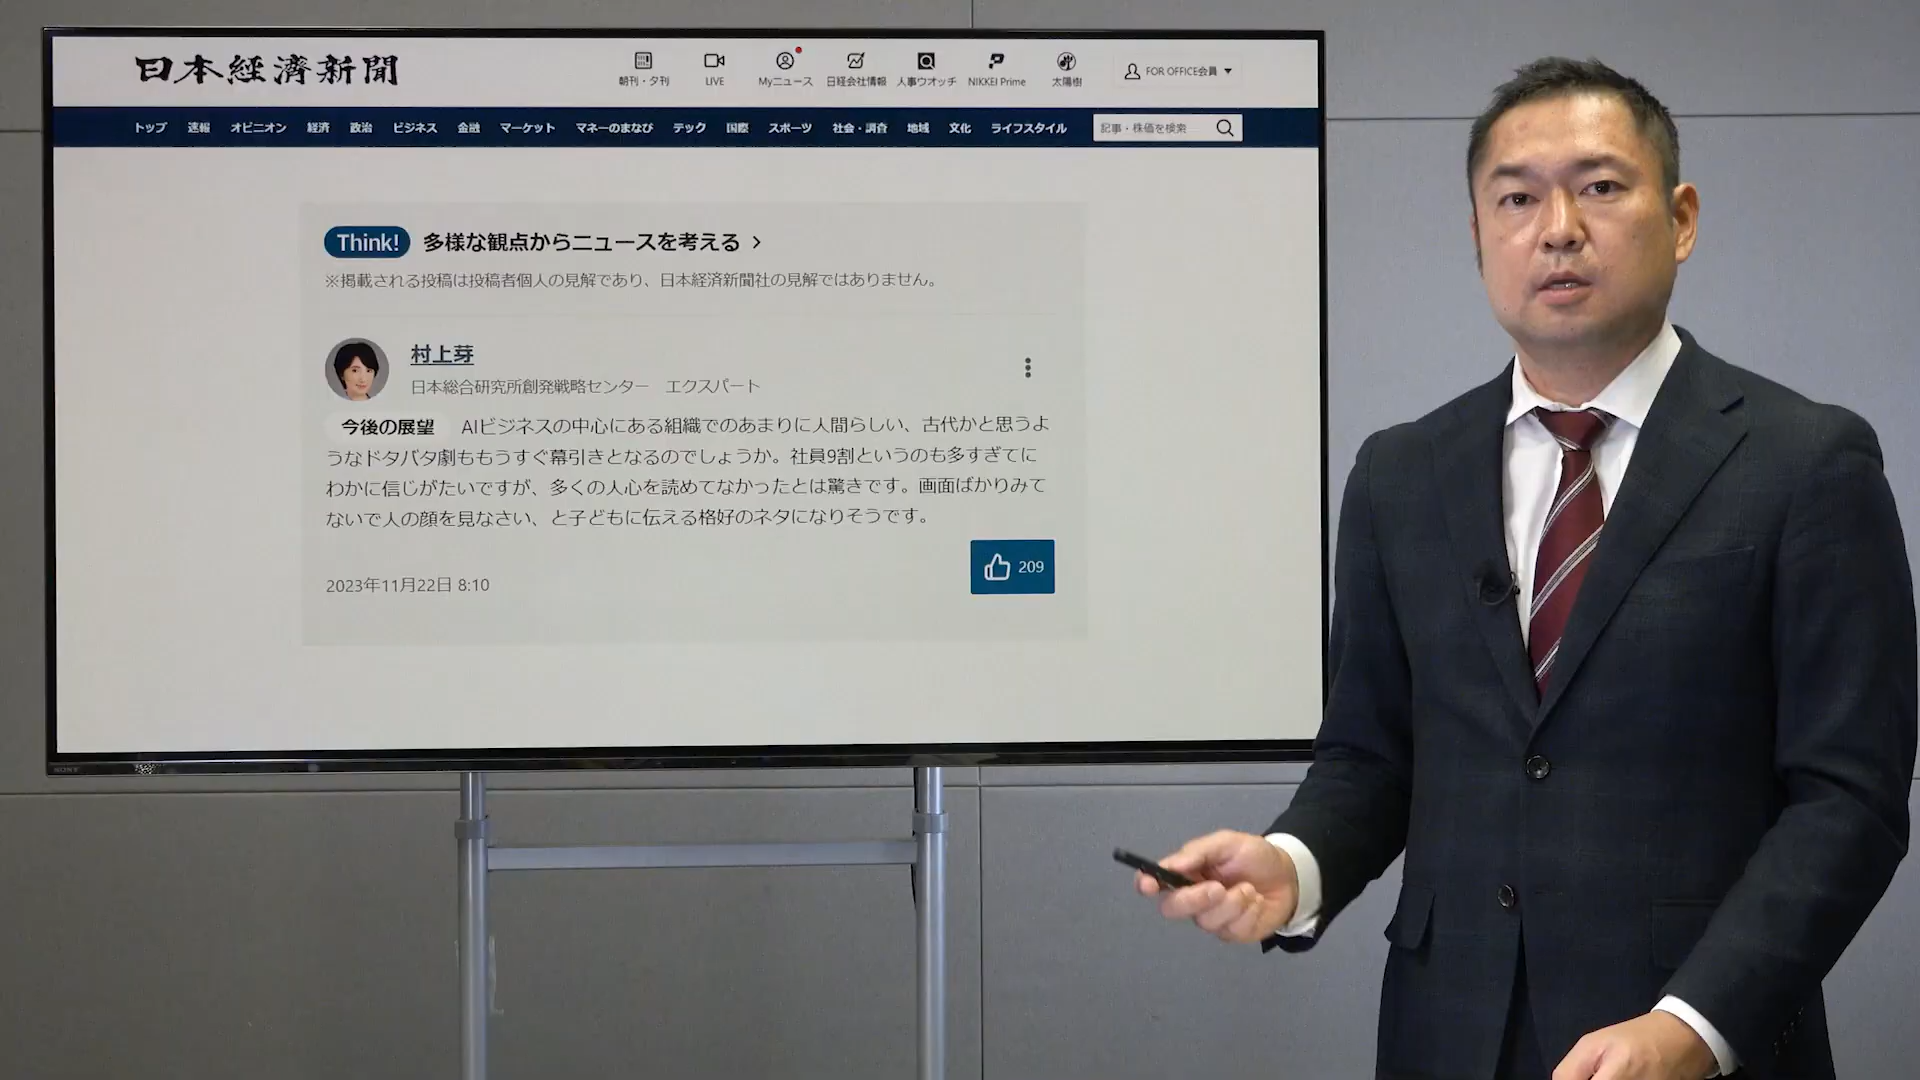 日本経済新聞
朝刊・夕刊
LIVE
Myニュース
日経会社情報
人事ウオッチ
NIKKEI Prime
太陽樹
FOR OFFICE会員
トップ 速報 オピニオン 経済 政治 ビジネス 金融 マーケット マネーのまなび テック 国際 スポーツ 社会・調査 地域 文化 ライフスタイル
記事・株価を検索
Think! 多様な観点からニュースを考える
※掲載される投稿は投稿者個人の見解であり、日本経済新聞社の見解ではありません。
村上芽
日本総合研究所創発戦略センター　エクスパート
今後の展望 AIビジネスの中心にある組織でのあまりに人間らしい、古代かと思うよ
うなドタバタ劇ももうすぐ幕引きとなるのでしょうか。社員9割というのも多すぎてに
わかに信じがたいですが、多くの人心を読めてなかったとは驚きです。画面ばかりみて
ないで人の顔を見なさい、と子どもに伝える格好のネタになりそうです。
209
2023年11月22日 8:10
SONY